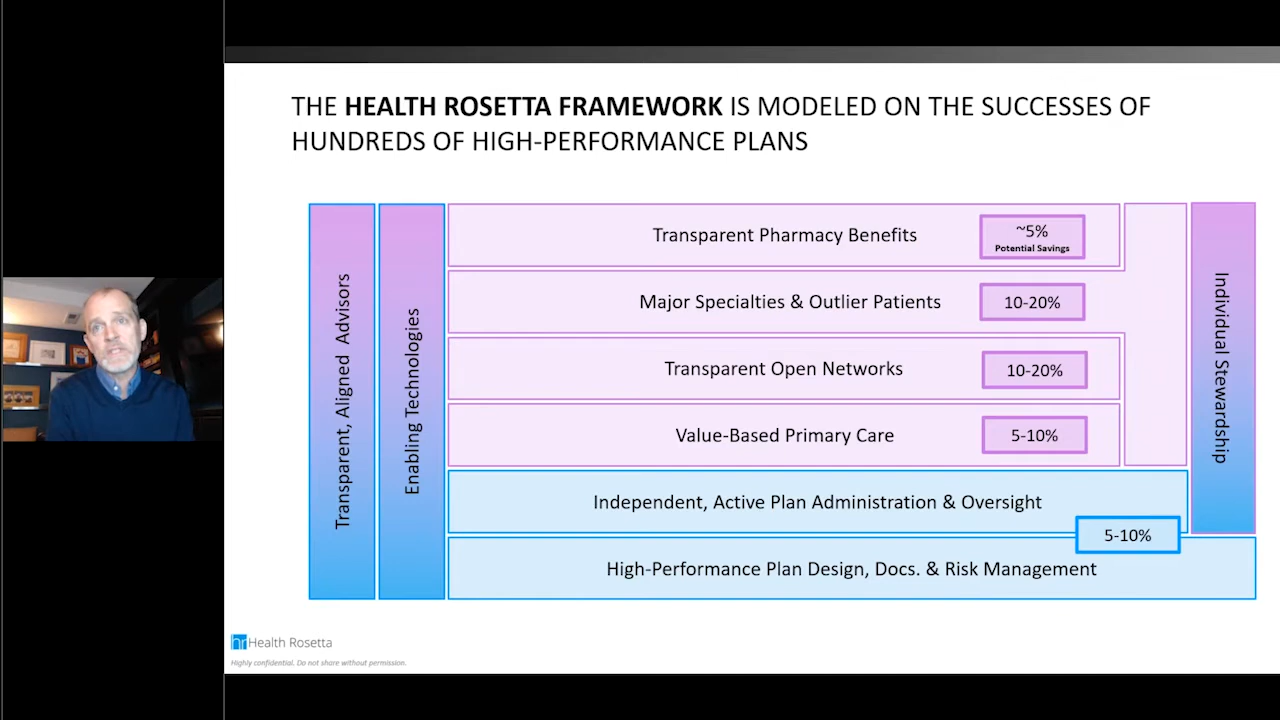 THE HEALTH ROSETTA FRAMEWORK IS MODELED ON THE SUCCESSES OF
HUNDREDS OF HIGH-PERFORMANCE PLANS
Transparent, Aligned Advisors
Enabling Technologies
Transparent Pharmacy Benefits
~5%
Potential Savings
Major Specialties & Outlier Patients
10-20%
Transparent Open Networks
10-20%
Value-Based Primary Care
5-10%
Independent, Active Plan Administration & Oversight
5-10%
High-Performance Plan Design, Docs. & Risk Management
Individual Stewardship
hr Health Rosetta
Highly confidential. Do not share without permission.